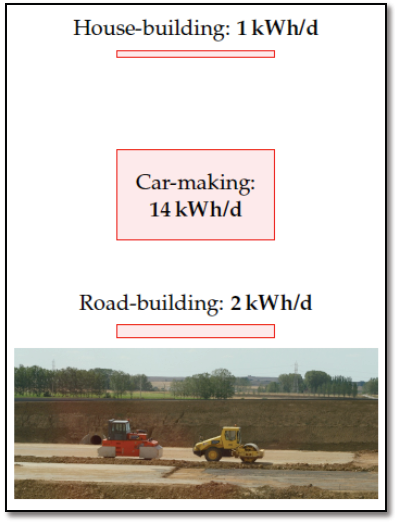 House-building: 1 kWh/d
Car-making:
14 kWh/d
Road-building: 2 kWh/d